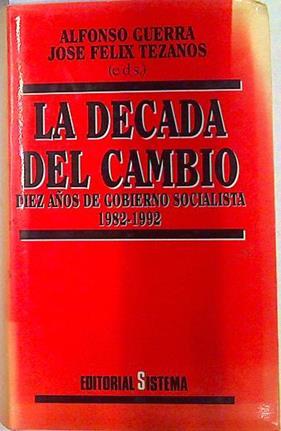 ALFONSO GUERRA
JOSE FELIX TEZANOS
(eds.)
LA DECADA
DEL CAMBIO
DIEZ AÑOS DE GOBIERNO SOCIALISTA
1982-1992
EDITORIAL SISTEMA